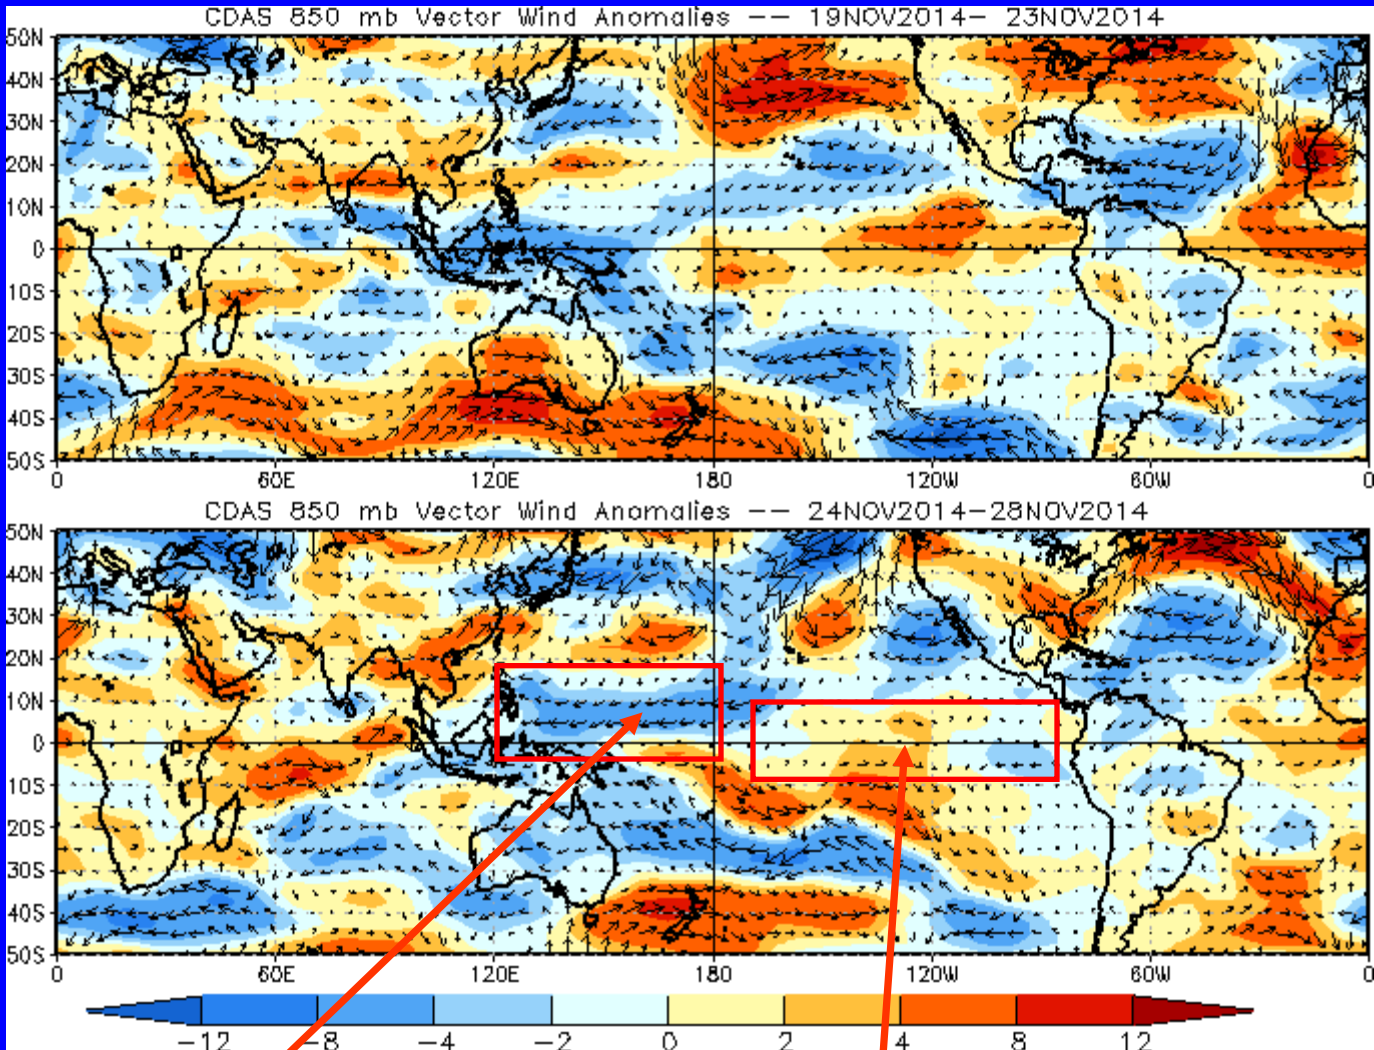 CDAS 850 mb Vector Wind Anomalies -- 19NOV2014- 23NOV2014
50N
40N
30N
20N
10N
0
10S
20S
30S
40S
50S
0 60E 120E 180 120W 60W 0
CDAS 850 mb Vector Wind Anomalies -- 24NOV2014-28NOV2014
50N
40N
30N
20N
10N
0
10S
20S
30S
40S
50S
0 60E 120E 180 120W 60W 0
-12 -8 -4 -2 0 2 4 8 12